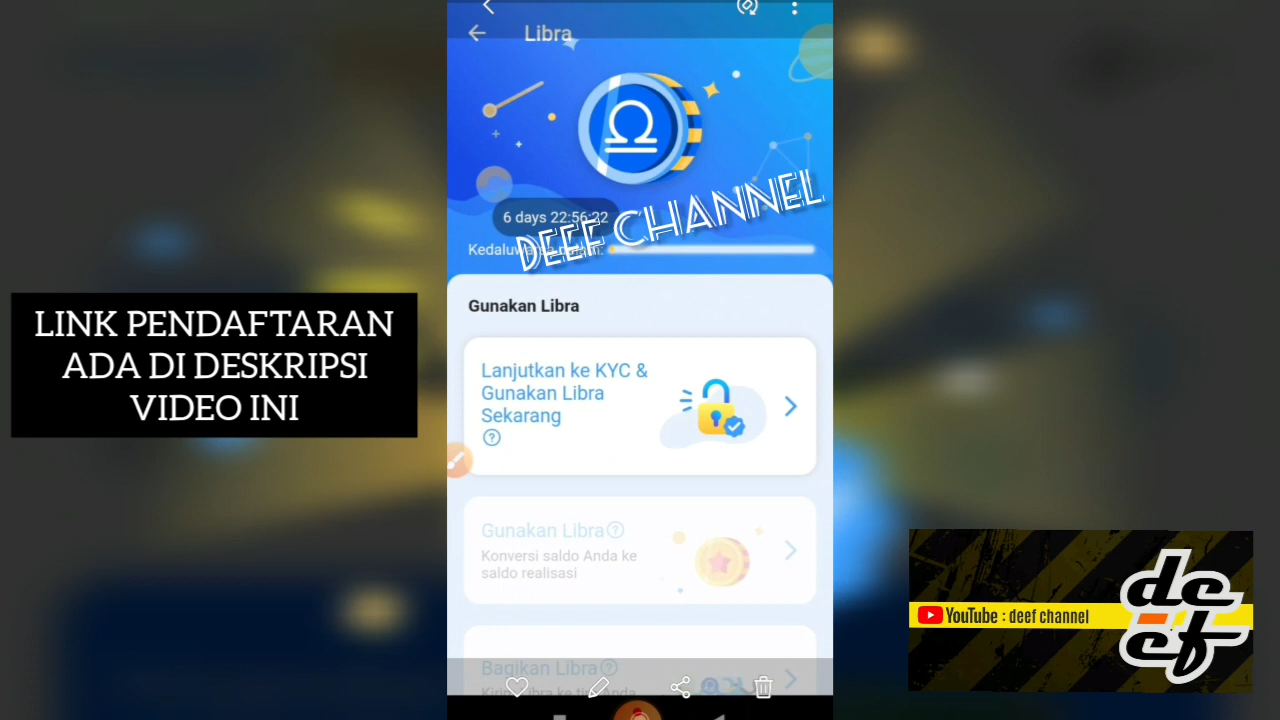 LINK PENDAFTARAN
ADA DI DESKRIPSI
VIDEO INI
Libra
6 days 22:56:22
DEEF CHANNEL
Gunakan Libra
Lanjutkan ke KYC &
Gunakan Libra
Sekarang
Gunakan Libra
Konversi saldo Anda ke
saldo realisasi
Bagikan Libra
YouTube : deef channel
deef